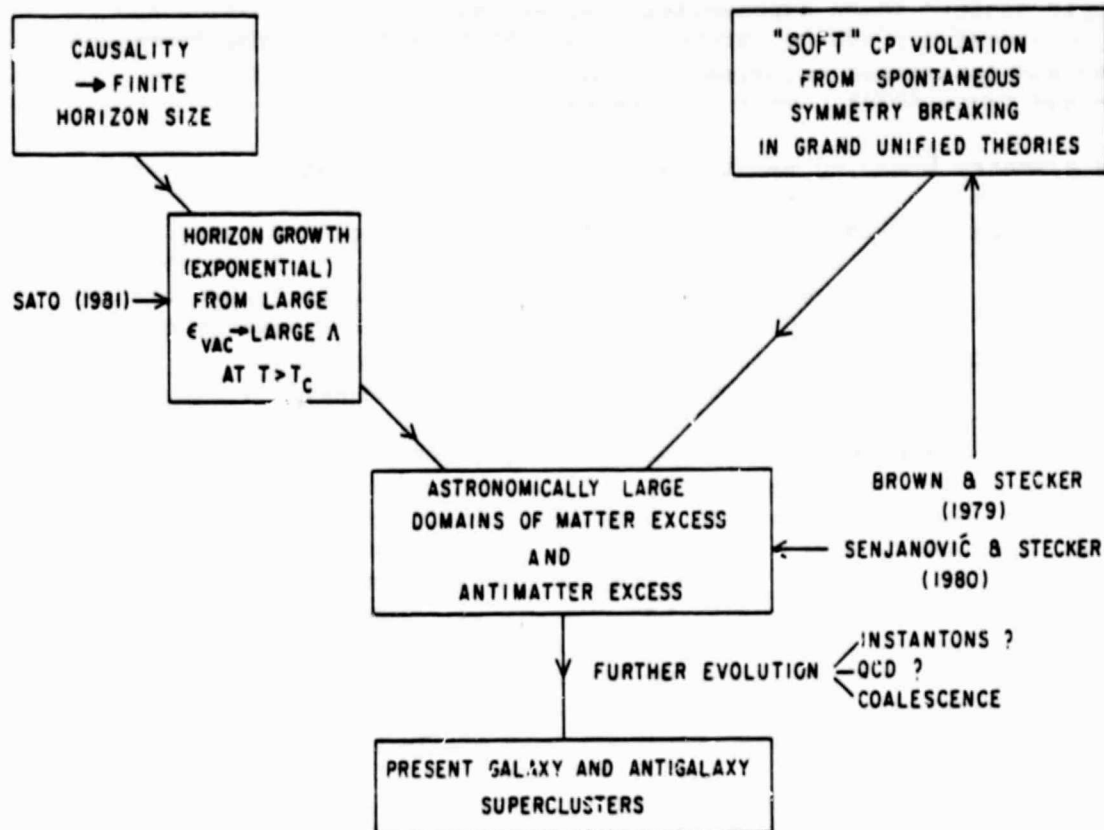 CAUSALITY
→ FINITE
HORIZON SIZE
"SOFT" CP VIOLATION
FROM SPONTANEOUS
SYMMETRY BREAKING
IN GRAND UNIFIED THEORIES
HORIZON GROWTH
(EXPONENTIAL)
FROM LARGE
ϵVAC→LARGE Λ
AT T>TC
SATO (1981)
ASTRONOMICALLY LARGE
DOMAINS OF MATTER EXCESS
AND
ANTIMATTER EXCESS
BROWN & STECKER
(1979)
SENJANOVIĆ & STECKER
(1980)
FURTHER EVOLUTION
INSTANTONS ?
QCD ?
COALESCENCE
PRESENT GALAXY AND ANTIGALAXY
SUPERCLUSTERS